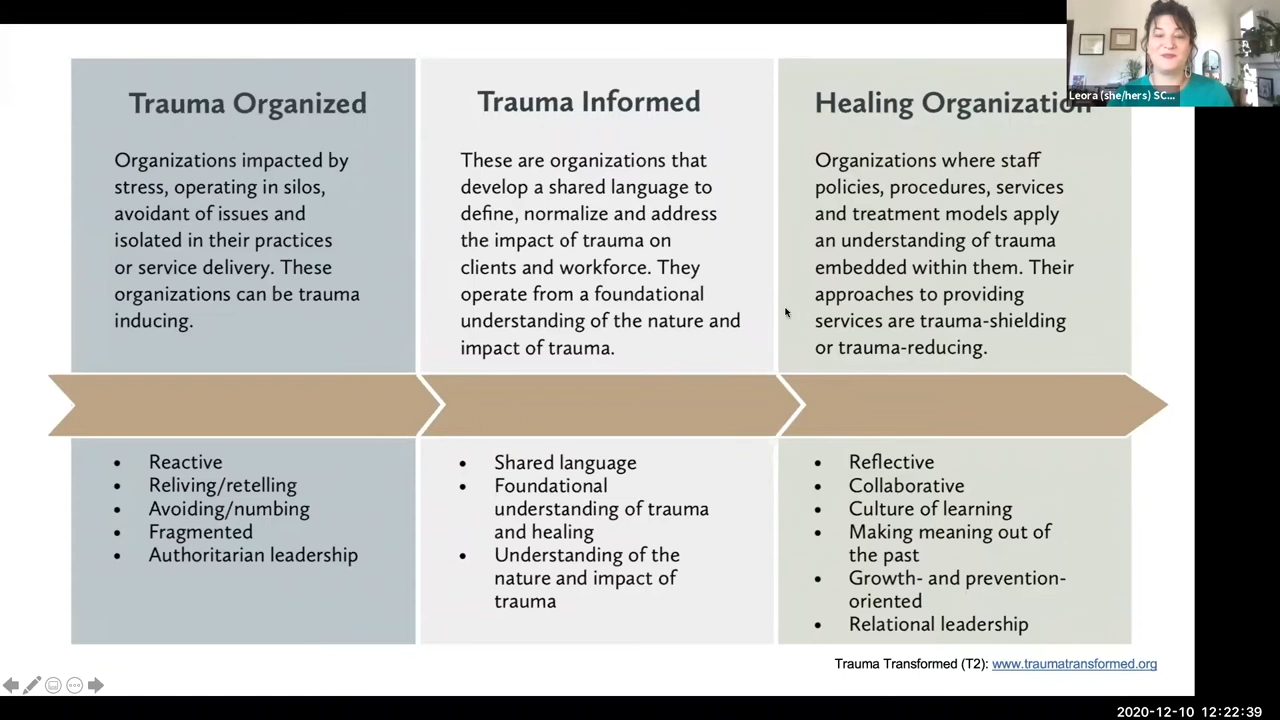 Trauma Organized
Organizations impacted by
stress, operating in silos,
avoidant of issues and
isolated in their practices
or service delivery. These
organizations can be trauma
inducing.
• Reactive
• Reliving/retelling
• Avoiding/numbing
• Fragmented
• Authoritarian leadership
Trauma Informed
These are organizations that
develop a shared language to
define, normalize and address
the impact of trauma on
clients and workforce. They
operate from a foundational
understanding of the nature and
impact of trauma.
• Shared language
• Foundational
understanding of trauma
and healing
• Understanding of the
nature and impact of
trauma
Healing Organization
Organizations where staff
policies, procedures, services
and treatment models apply
an understanding of trauma
embedded within them. Their
approaches to providing
services are trauma-shielding
or trauma-reducing.
• Reflective
• Collaborative
• Culture of learning
• Making meaning out of
the past
• Growth- and prevention-
oriented
• Relational leadership
Trauma Transformed (T2): www.traumatransformed.org
Leora (she/hers) SC...
2020-12-10 12:22:39